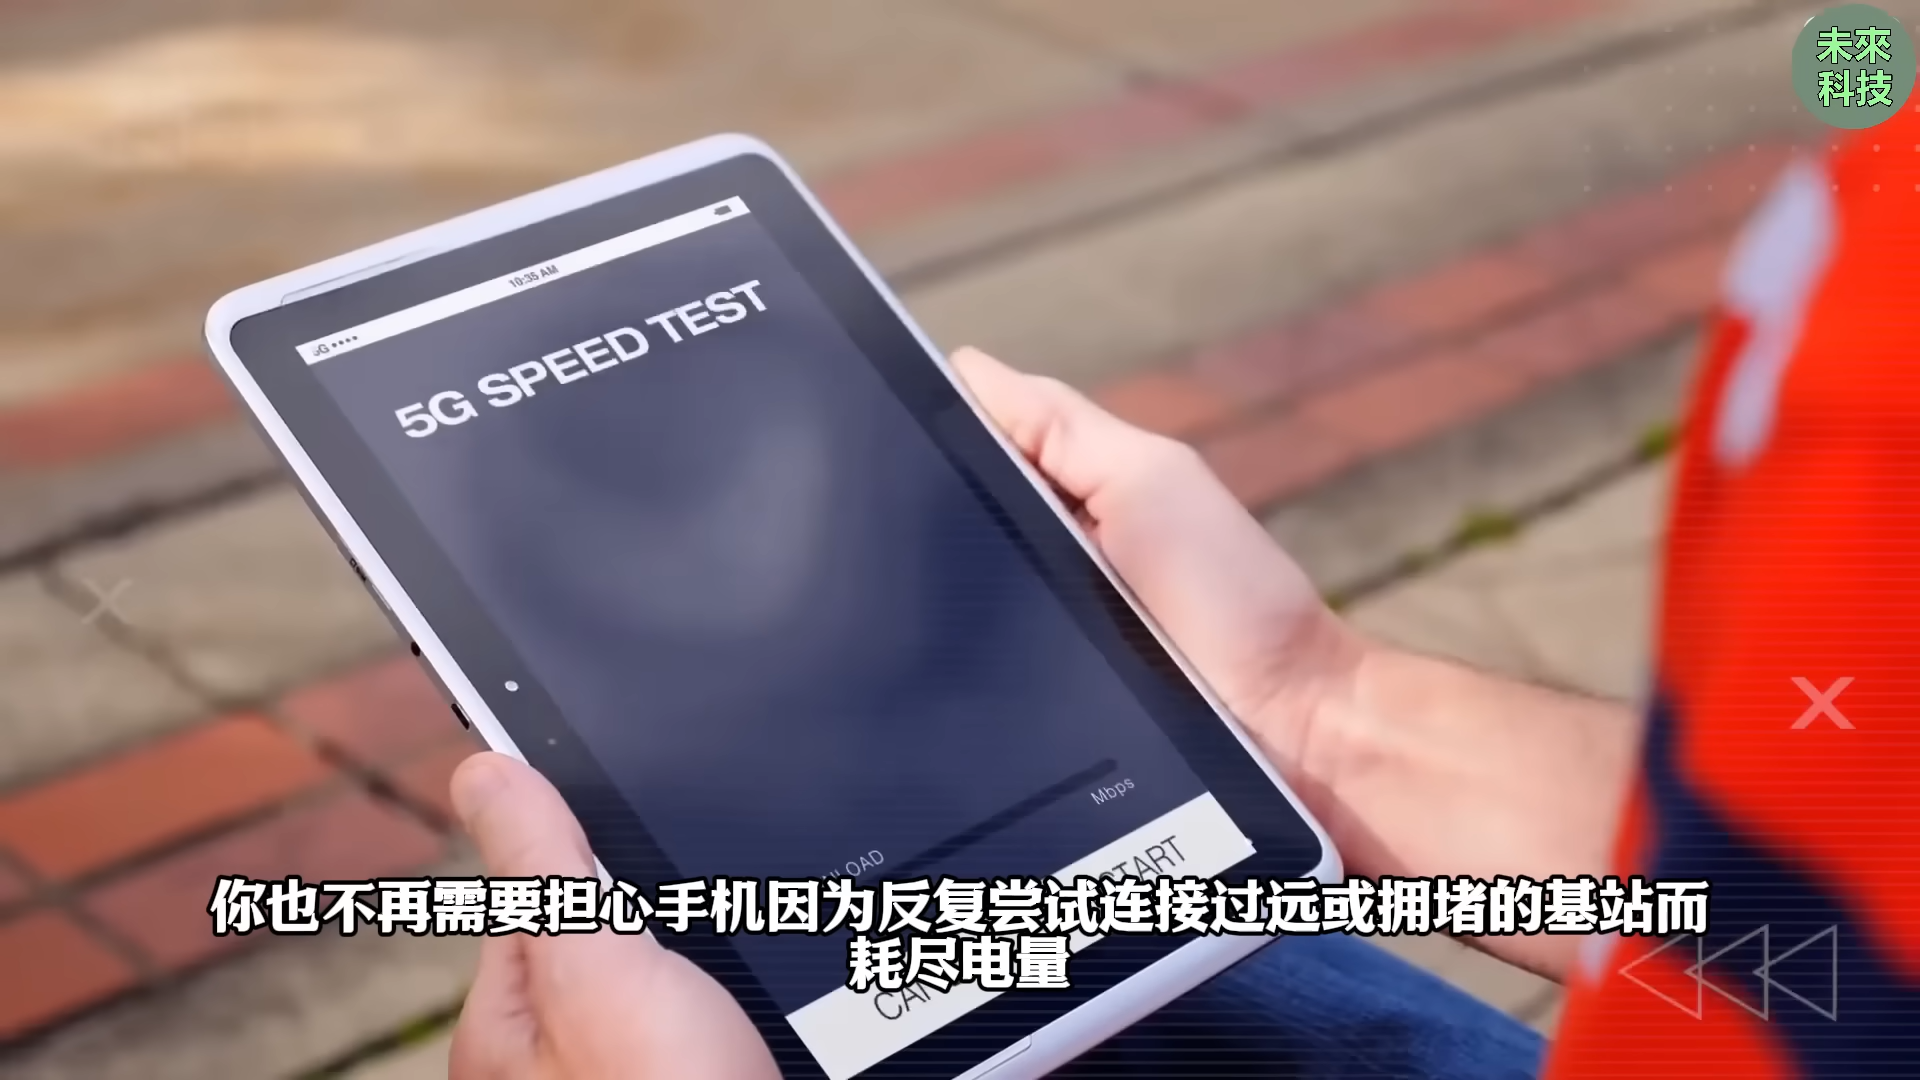 未來
科技
10:35 AM
5G SPEED TEST
Mbps
START
你也不再需要担心手机因为反复尝试连接过远或拥堵的基站而
耗尽电量